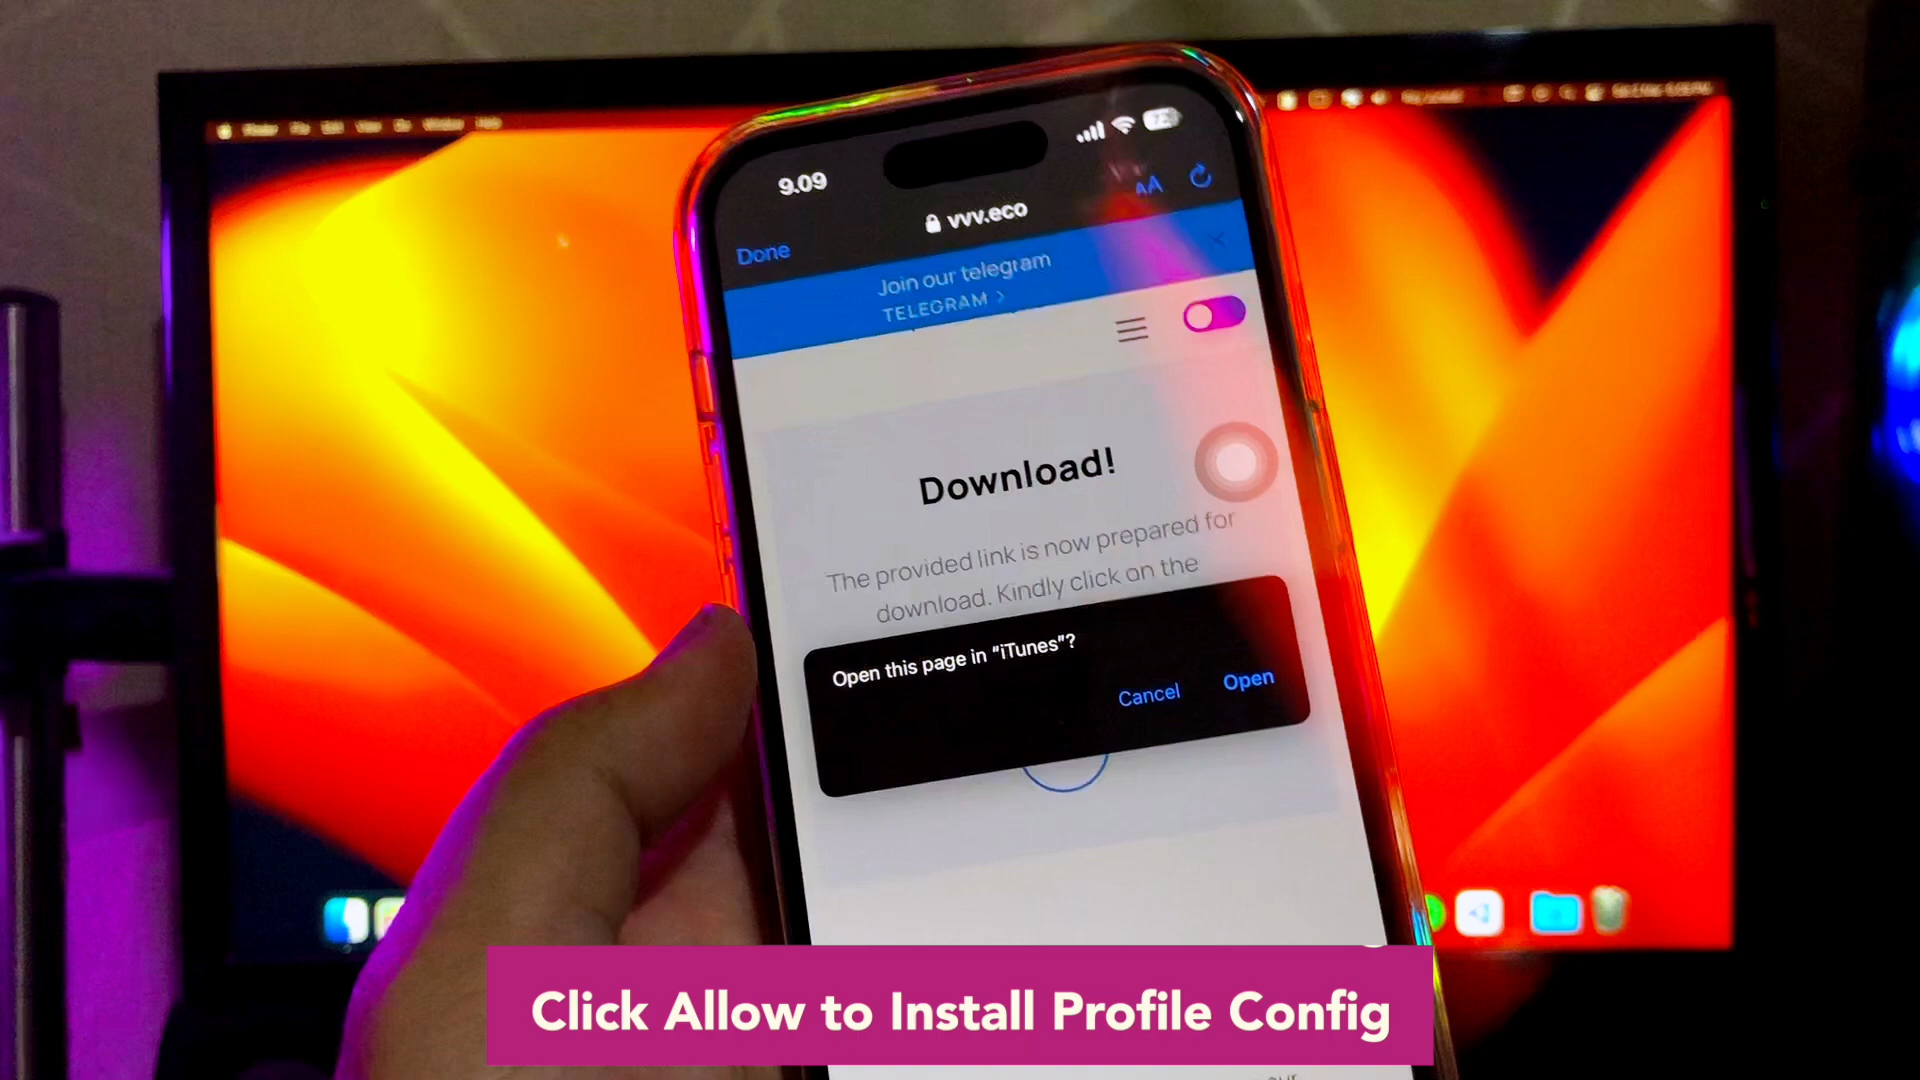 9.09
AA
vvv.eco
Done
Join our telegram
TELEGRAM >
Download!
The provided link is now prepared for
download. Kindly click on the
Open this page in “iTunes”?
Cancel
Open
Click Allow to Install Profile Config